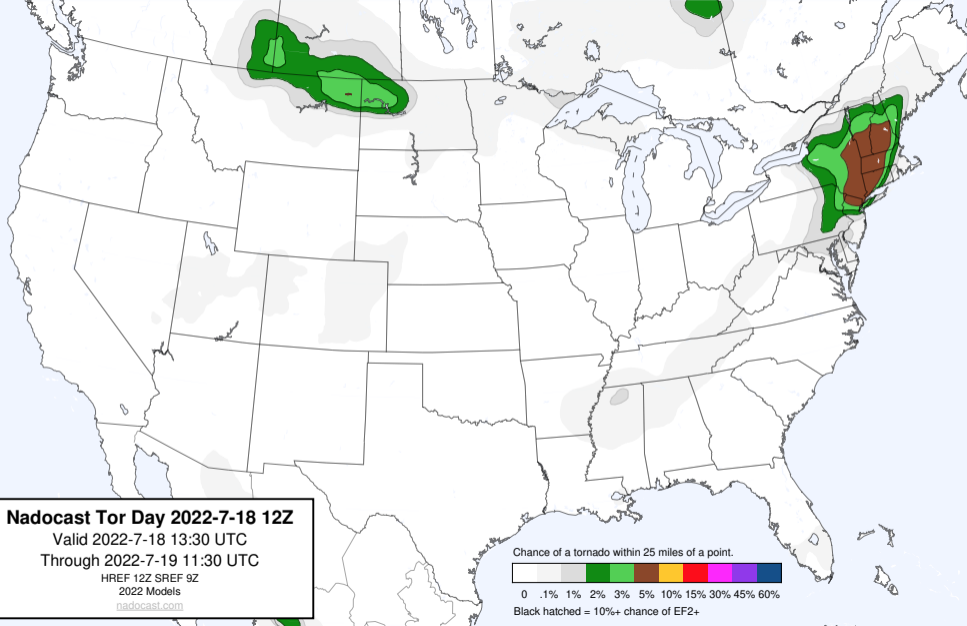 Nadocast Tor Day 2022-7-18 12Z
Valid 2022-7-18 13:30 UTC
Through 2022-7-19 11:30 UTC
HREF 12Z SREF 9Z
2022 Models
nadocast.com
Chance of a tornado within 25 miles of a point.
0 .1% 1% 2% 3% 5% 10% 15% 30% 45% 60%
Black hatched = 10%+ chance of EF2+